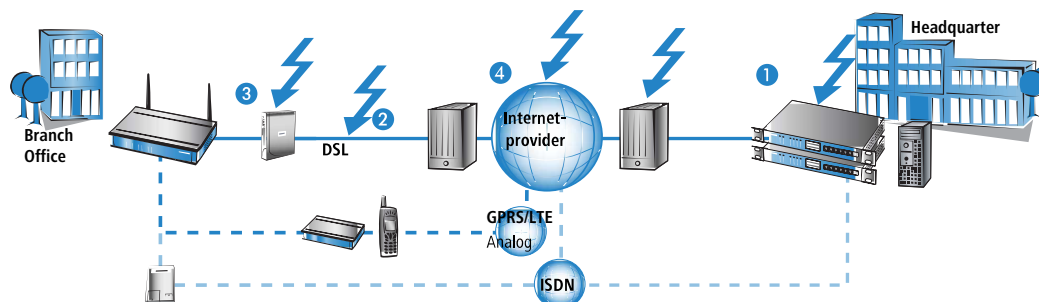 Headquarter
1
4
3
2
Internet-
provider
Branch
Office
DSL
GPRS/LTE
Analog
ISDN